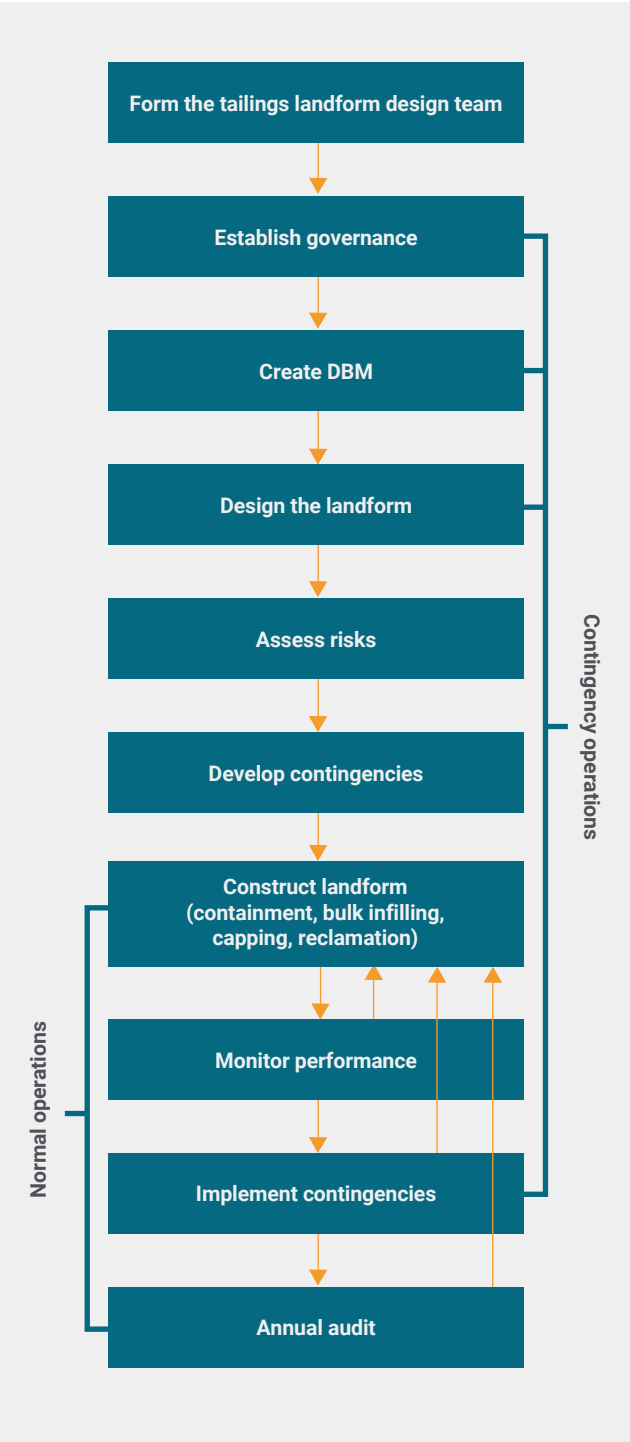 Form the tailings landform design team
Establish governance
Create DBM
Design the landform
Assess risks
Develop contingencies
Construct landform
(containment, bulk infilling,
capping, reclamation)
Monitor performance
Implement contingencies
Annual audit
Normal operations
Contingency operations